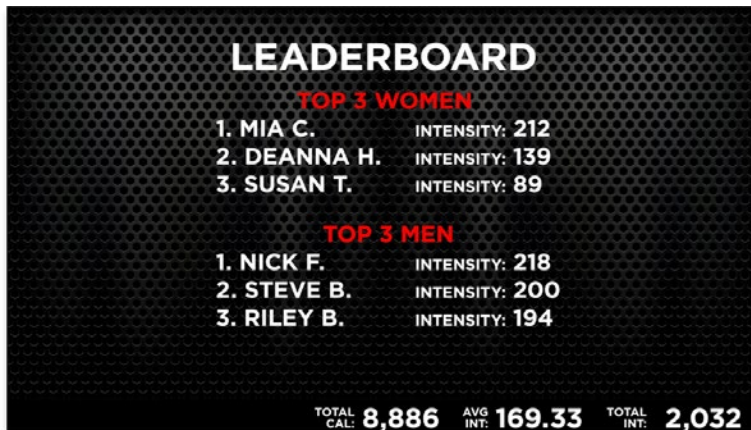 LEADERBOARD
TOP 3 WOMEN
1. MIA C. INTENSITY: 212
2. DEANNA H. INTENSITY: 139
3. SUSAN T. INTENSITY: 89
TOP 3 MEN
1. NICK F. INTENSITY: 218
2. STEVE B. INTENSITY: 200
3. RILEY B. INTENSITY: 194
TOTAL CAL: 8,886 AVG INT: 169.33 TOTAL INT: 2,032